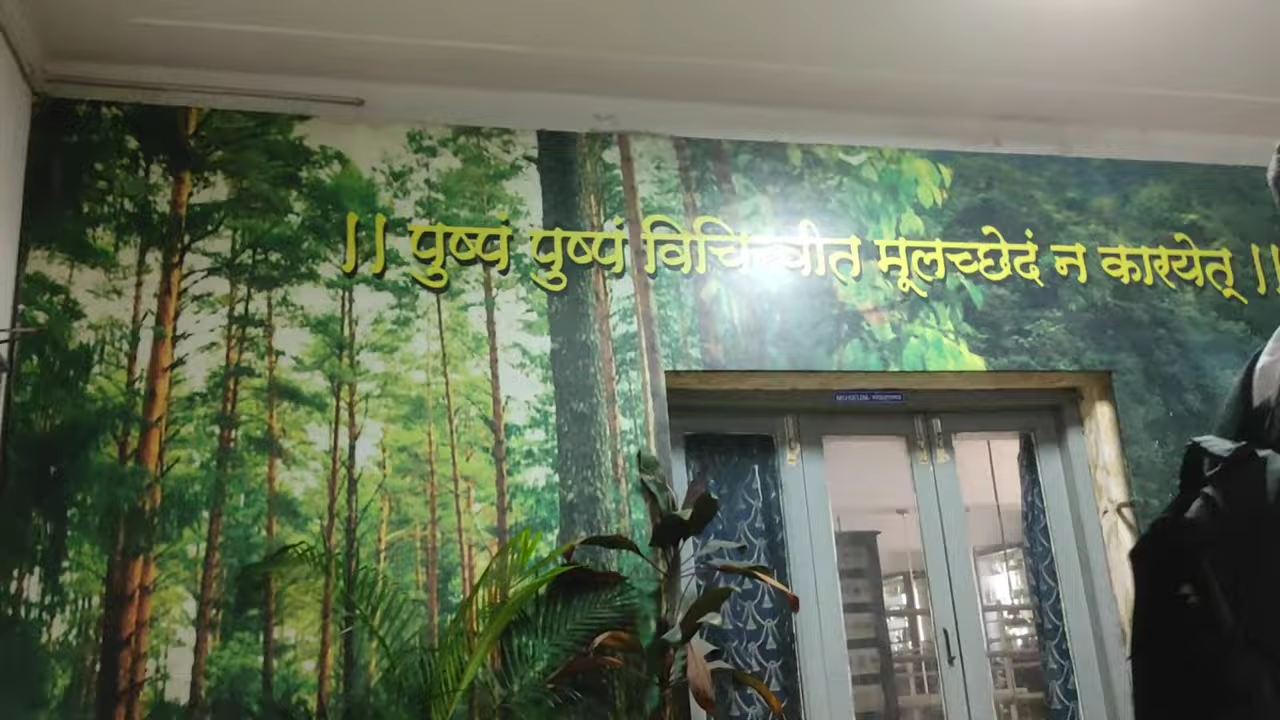 || पुष्पं पुष्पं विचिन्वीत मूलच्छेदं न कारयेत् ||